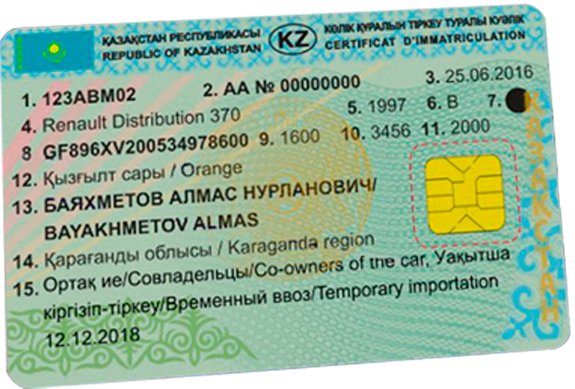 ҚАЗАҚСТАН РЕСПУБЛИКАСЫ
REPUBLIC OF KAZAKHSTAN
KZ
КӨЛІК ҚҰРАЛЫН ТІРКЕУ ТУРАЛЫ КУӘЛІК
CERTIFICAT D'IMMATRICULATION
1. 123ABM02 2. AA № 00000000 3. 25.06.2016
4. Renault Distribution 370 5. 1997 6. B 7.
8 GF896XV200534978600 9. 1600 10. 3456 11. 2000
12. Қызғылт сары / Orange
13. БАЯХМЕТОВ АЛМАС НУРЛАНОВИЧ/
BAYAKHMETOV ALMAS
14. Қарағанды облысы / Karaganda region
15. Ортақ ие/Совладельцы/Co-owners of the car, Уақытша
кіргізіп-тіркеу/Временный ввоз/Temporary importation
12.12.2018